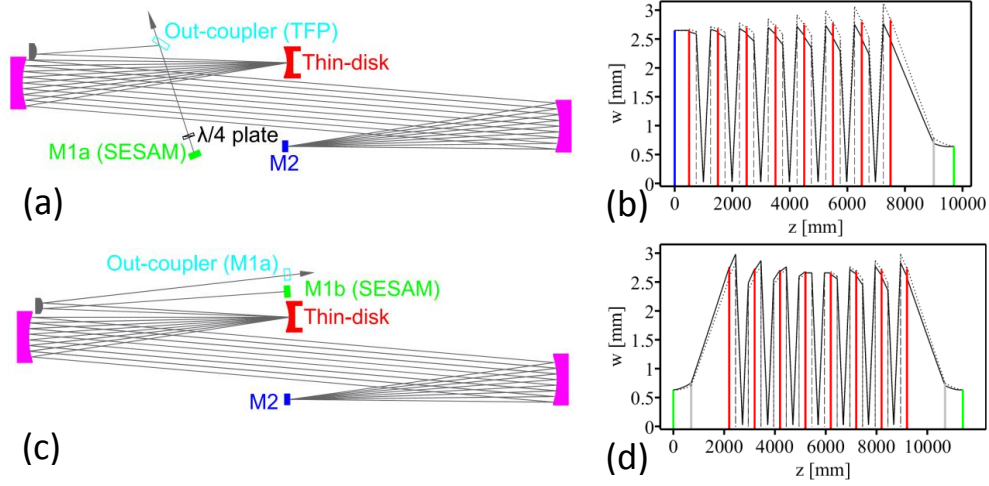 Out-coupler (TFP)
Thin-disk
λ/4 plate
M1a (SESAM)
M2
(a)
w [mm]
3
2.5
2
1.5
1
0.5
0
0 2000 4000 6000 8000 10000
z [mm]
(b)
Out-coupler (M1a)
M1b (SESAM)
Thin-disk
M2
(c)
w [mm]
3
2.5
2
1.5
1
0.5
0
0 2000 4000 6000 8000 10000
z [mm]
(d)